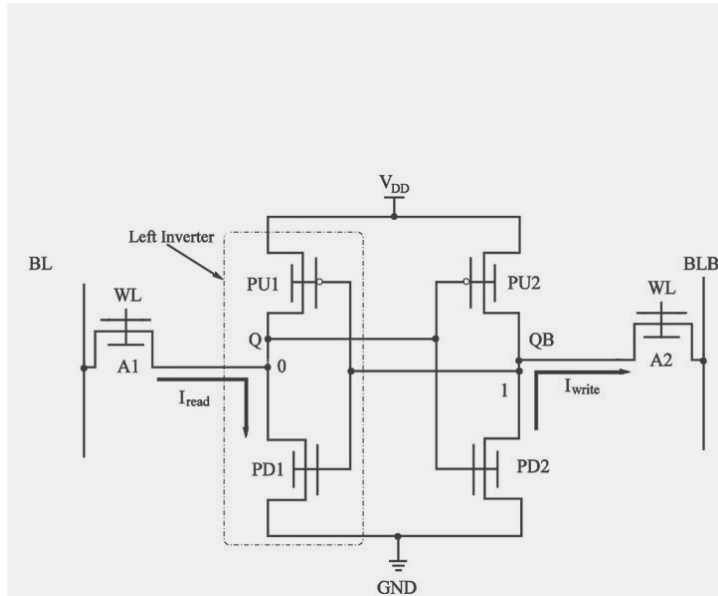 V_DD
Left Inverter
BL
BLB
WL
WL
PU1
PU2
Q
QB
A1
0
A2
1
I_read
I_write
PD1
PD2
GND